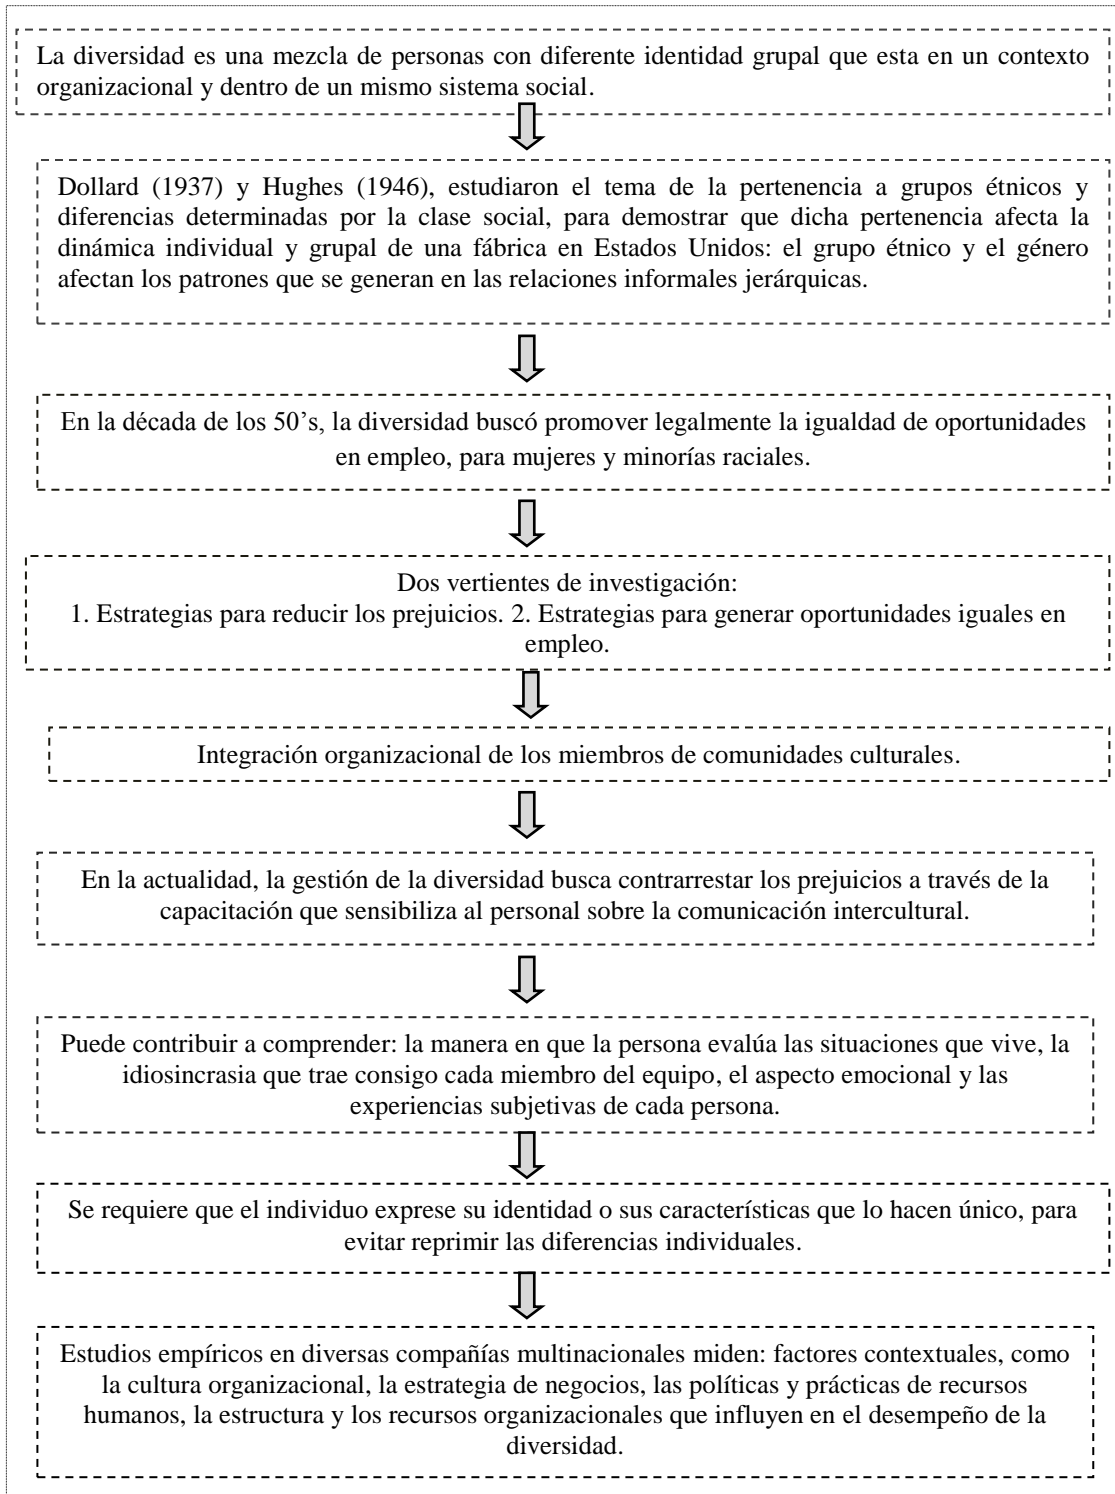 La diversidad es una mezcla de personas con diferente identidad grupal que esta en un contexto
organizacional y dentro de un mismo sistema social.
Dollard (1937) y Hughes (1946), estudiaron el tema de la pertenencia a grupos étnicos y
diferencias determinadas por la clase social, para demostrar que dicha pertenencia afecta la
dinámica individual y grupal de una fábrica en Estados Unidos: el grupo étnico y el género
afectan los patrones que se generan en las relaciones informales jerárquicas.
En la década de los 50’s, la diversidad buscó promover legalmente la igualdad de oportunidades
en empleo, para mujeres y minorías raciales.
Dos vertientes de investigación:
1. Estrategias para reducir los prejuicios. 2. Estrategias para generar oportunidades iguales en
empleo.
Integración organizacional de los miembros de comunidades culturales.
En la actualidad, la gestión de la diversidad busca contrarrestar los prejuicios a través de la
capacitación que sensibiliza al personal sobre la comunicación intercultural.
Puede contribuir a comprender: la manera en que la persona evalúa las situaciones que vive, la
idiosincrasia que trae consigo cada miembro del equipo, el aspecto emocional y las
experiencias subjetivas de cada persona.
Se requiere que el individuo exprese su identidad o sus características que lo hacen único, para
evitar reprimir las diferencias individuales.
Estudios empíricos en diversas compañías multinacionales miden: factores contextuales, como
la cultura organizacional, la estrategia de negocios, las políticas y prácticas de recursos
humanos, la estructura y los recursos organizacionales que influyen en el desempeño de la
diversidad.